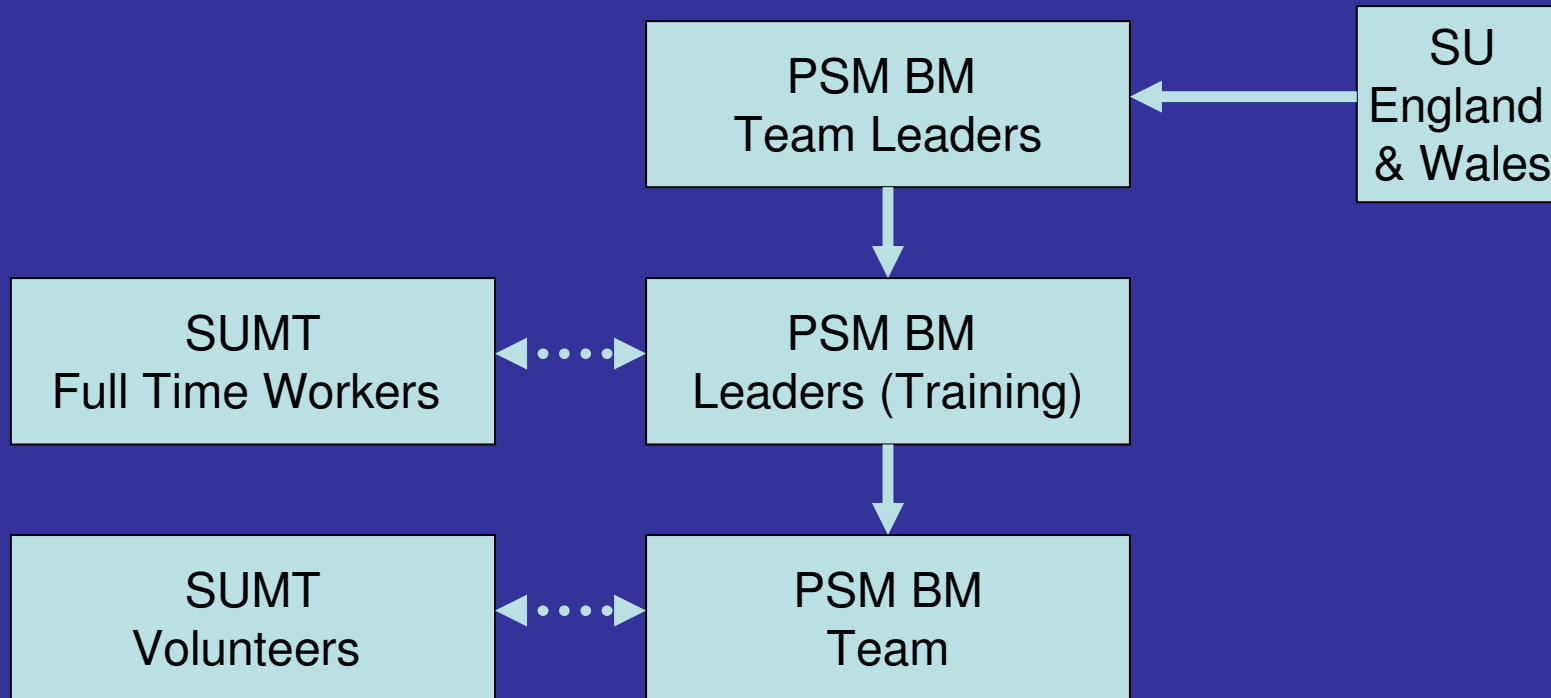 PSM BM
Team Leaders
SU
England
& Wales
SUMT
Full Time Workers
PSM BM
Leaders (Training)
SUMT
Volunteers
PSM BM
Team